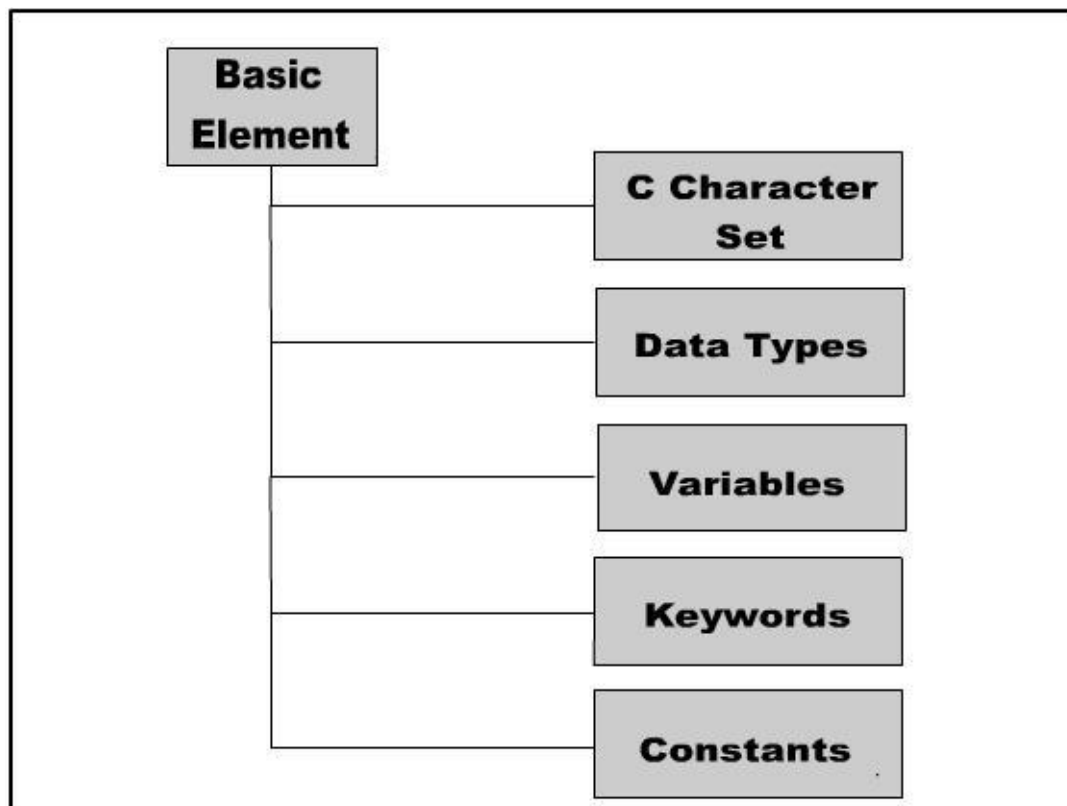 Basic
Element
C Character
Set
Data Types
Variables
Keywords
Constants